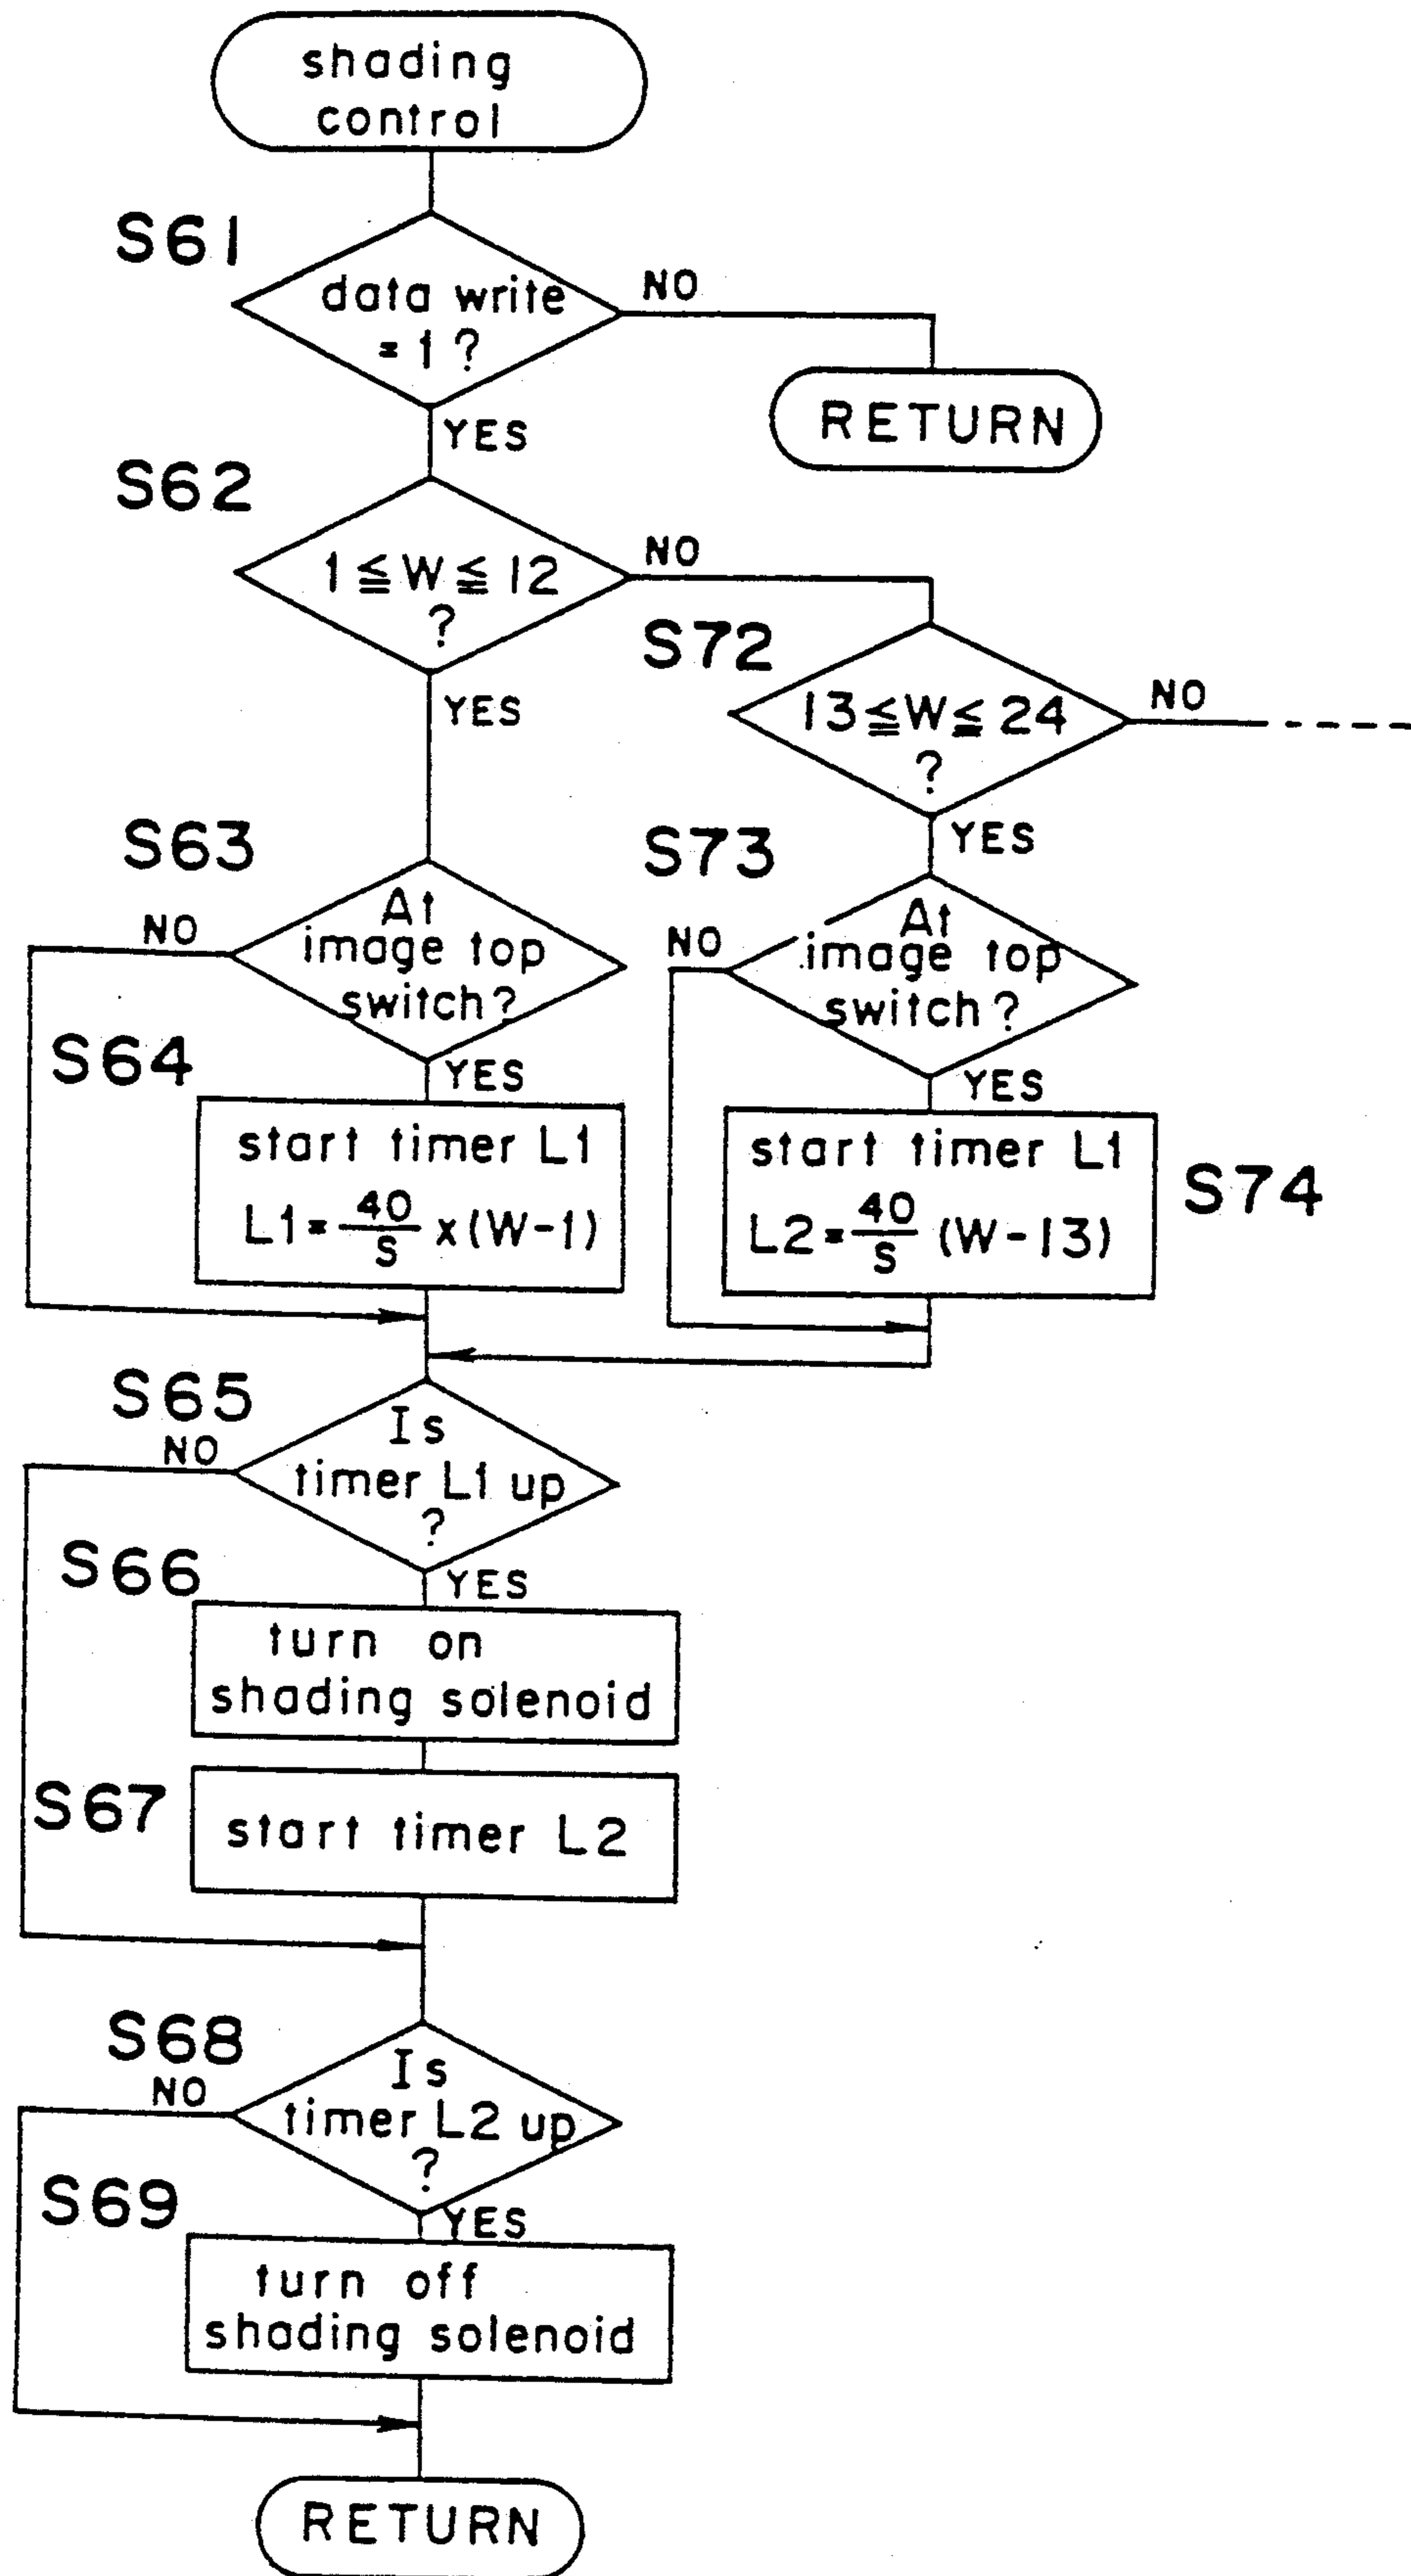 shading
control
S61
data write
= 1 ?
NO
RETURN
YES
S62
1 ≦ W ≦ 12
?
NO
YES
S72
13 ≦ W ≦ 24
?
NO
YES
S63
At
image top
switch?
NO
YES
S64
start timer L1
L1 = 40/S x (W-1)
S73
At
image top
switch?
NO
YES
start timer L1
L2 = 40/S (W-13)
S74
S65
Is
timer L1 up
?
NO
YES
S66
turn on
shading solenoid
S67
start timer L2
S68
Is
timer L2 up
?
NO
YES
S69
turn off
shading solenoid
RETURN